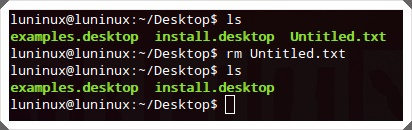 luninux@luninux:~/Desktop$ ls
examples.desktop  install.desktop  Untitled.txt
luninux@luninux:~/Desktop$ rm Untitled.txt
luninux@luninux:~/Desktop$ ls
examples.desktop  install.desktop
luninux@luninux:~/Desktop$